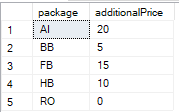 package additionalPrice
1 AI 20
2 BB 5
3 FB 15
4 HB 10
5 RO 0